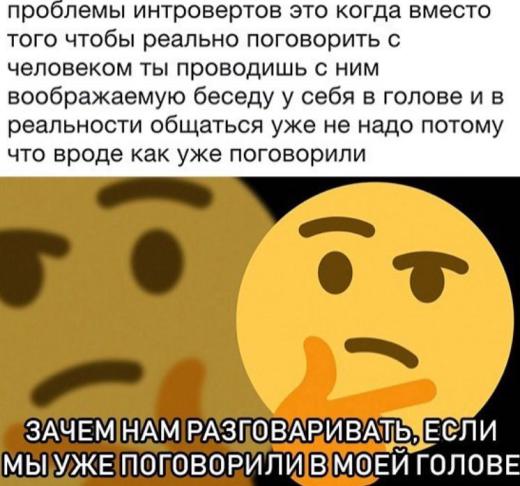 проблемы интровертов это когда вместо
того чтобы реально поговорить с
человеком ты проводишь с ним
воображаемую беседу у себя в голове и в
реальности общаться уже не надо потому
что вроде как уже поговорили
ЗАЧЕМ НАМ РАЗГОВАРИВАТЬ, ЕСЛИ
МЫ УЖЕ ПОГОВОРИЛИ В МОЕЙ ГОЛОВЕ